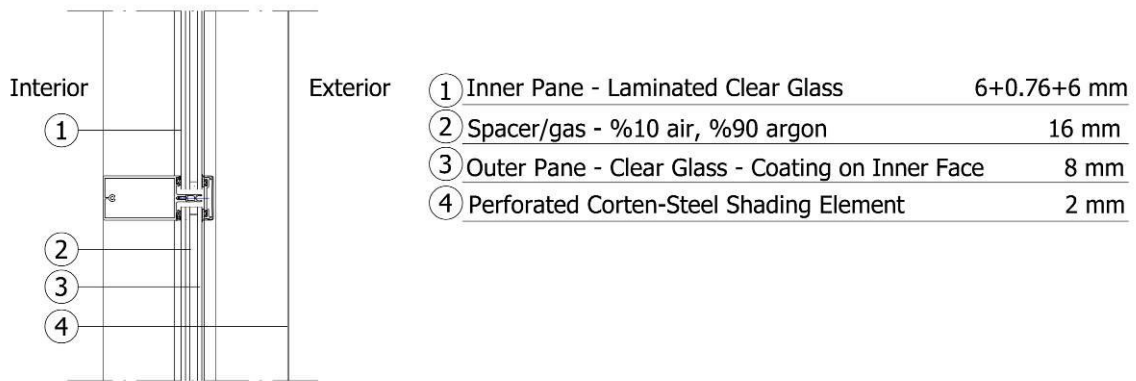 Interior
Exterior
1
2
3
4
1 Inner Pane - Laminated Clear Glass 6+0.76+6 mm
2 Spacer/gas - %10 air, %90 argon 16 mm
3 Outer Pane - Clear Glass - Coating on Inner Face 8 mm
4 Perforated Corten-Steel Shading Element 2 mm